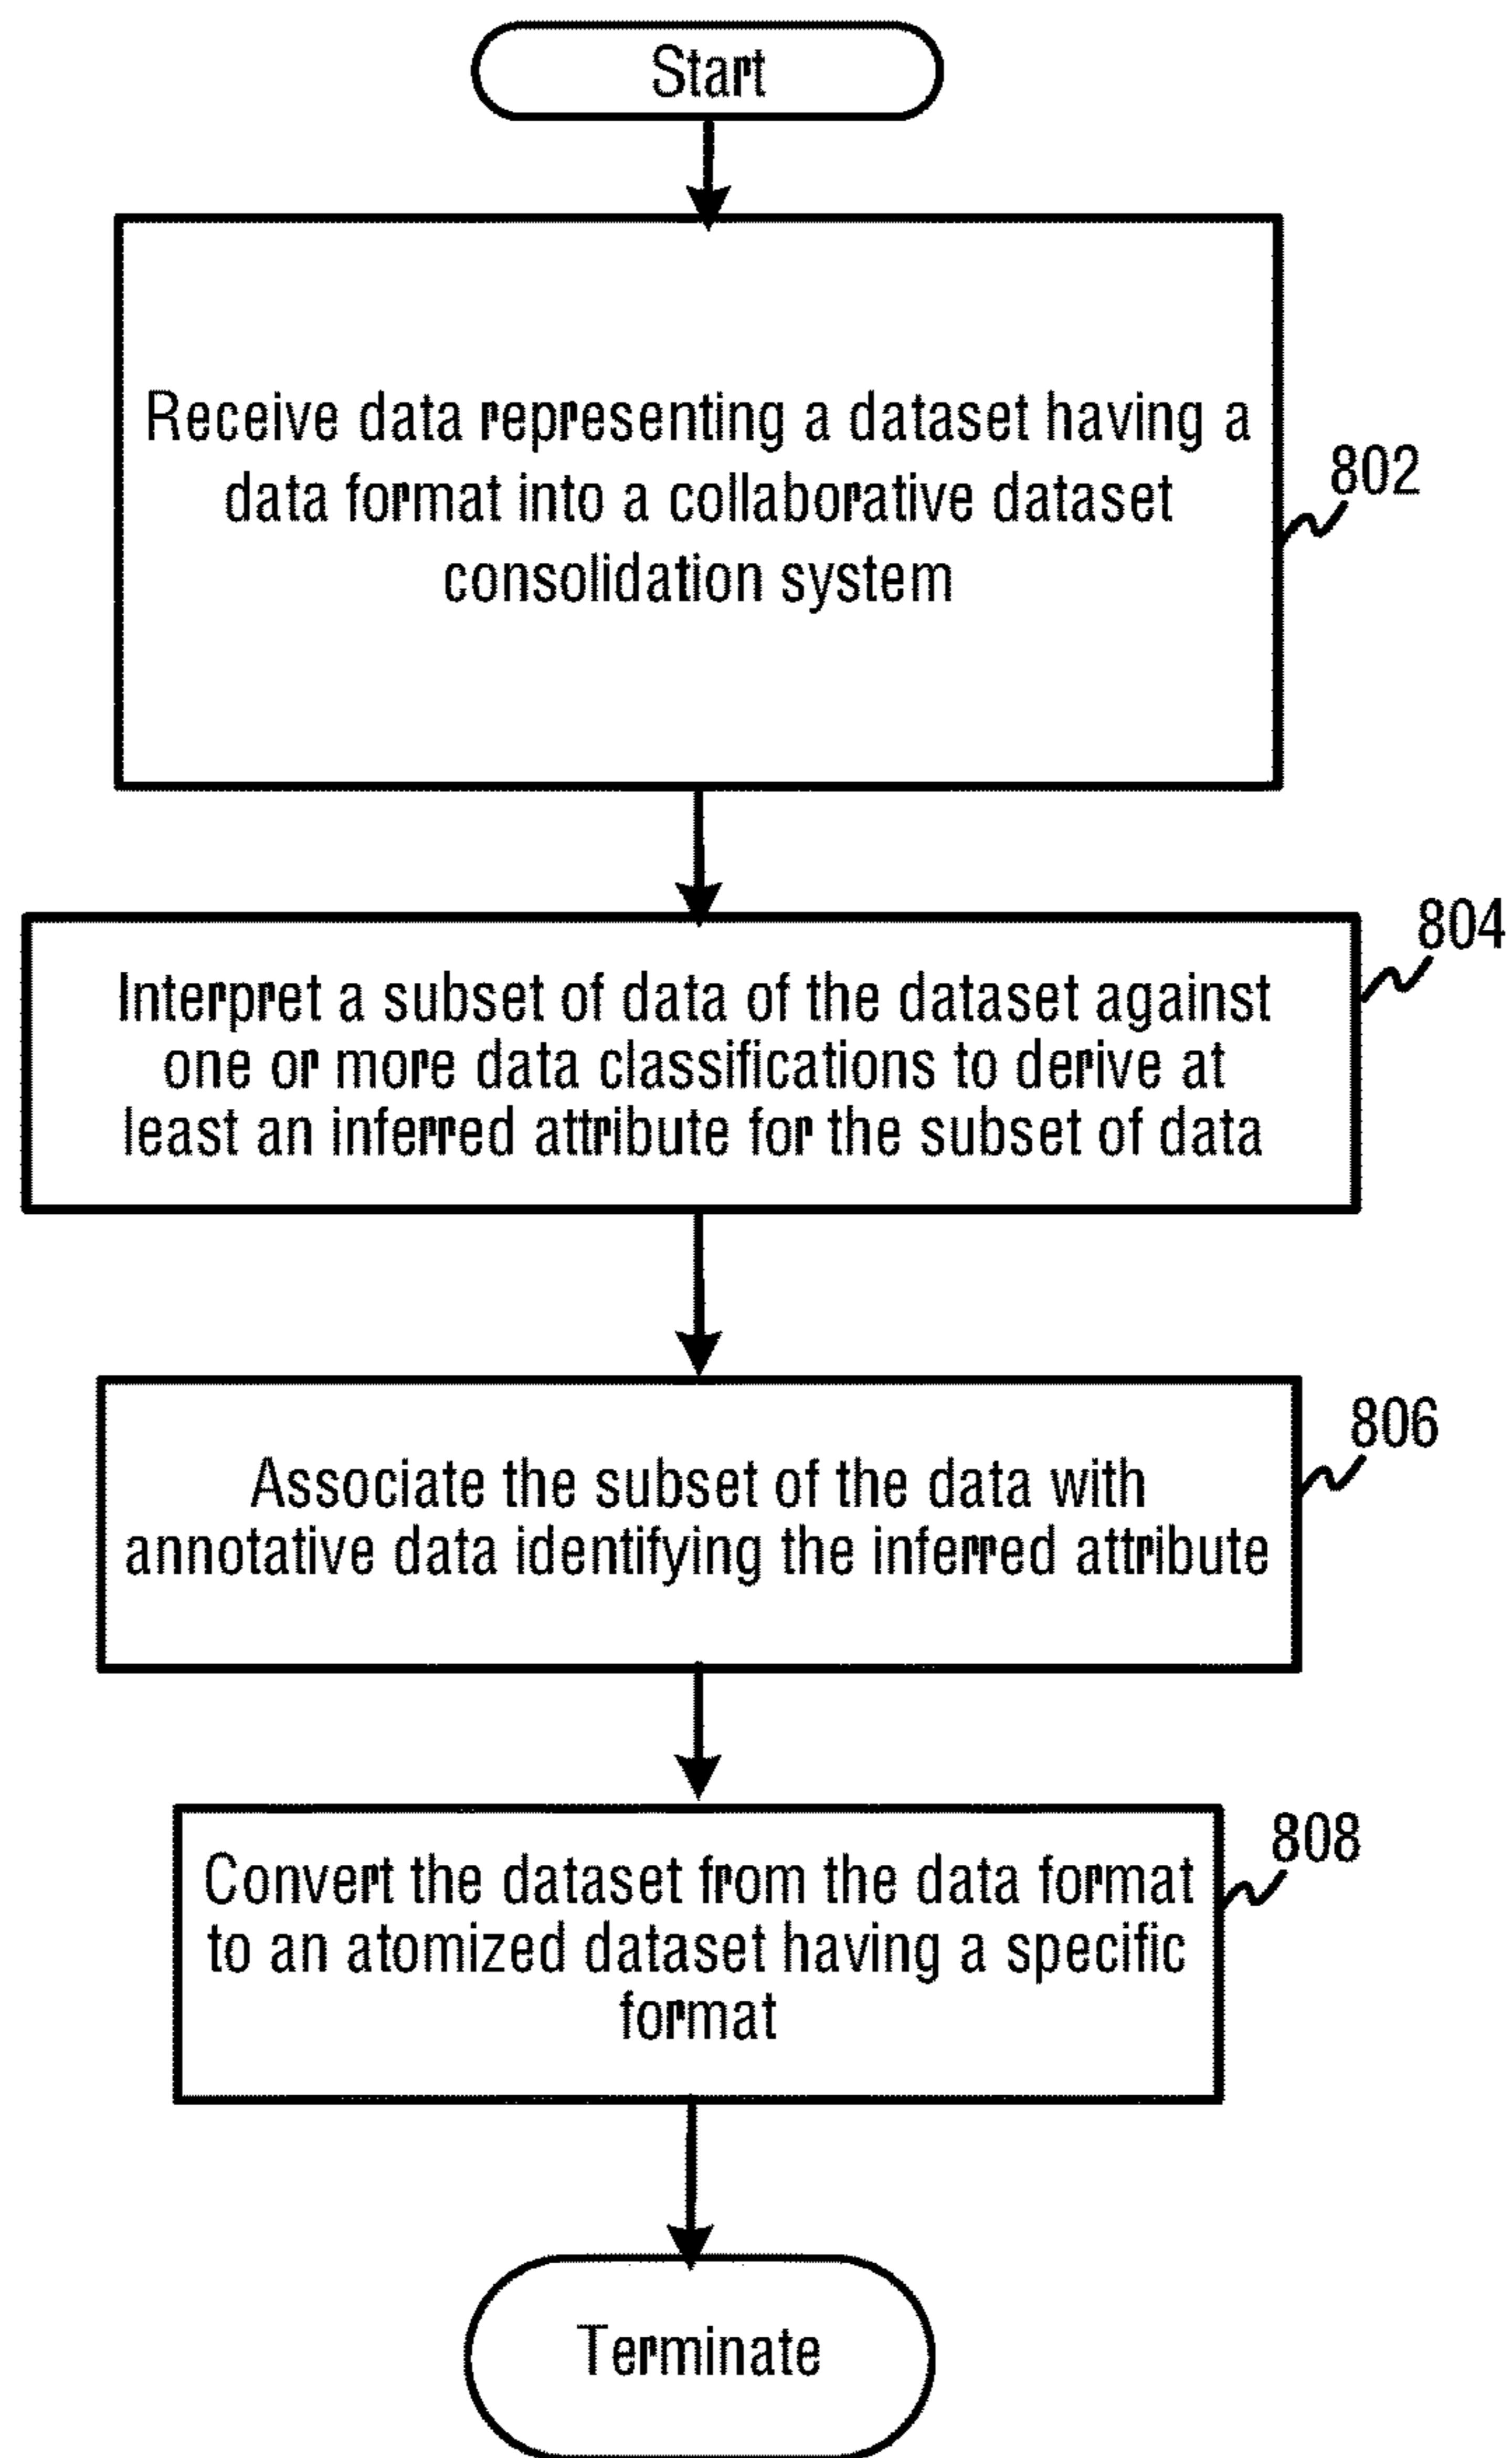 Start
Receive data representing a dataset having a
data format into a collaborative dataset
consolidation system
802
Interpret a subset of data of the dataset against
one or more data classifications to derive at
least an inferred attribute for the subset of data
804
Associate the subset of the data with
annotative data identifying the inferred attribute
806
Convert the dataset from the data format
to an atomized dataset having a specific
format
808
Terminate